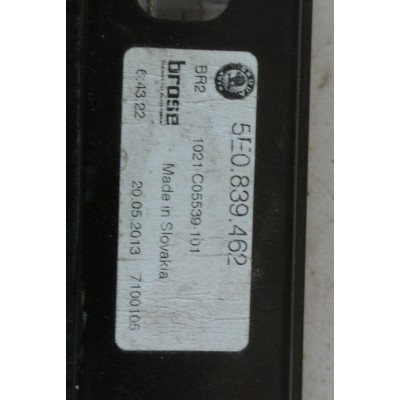 5E0.839.462
BR2
1021 C05539-101
brose
Made in Slovakia
6:43:22
20.05.2013
7100105